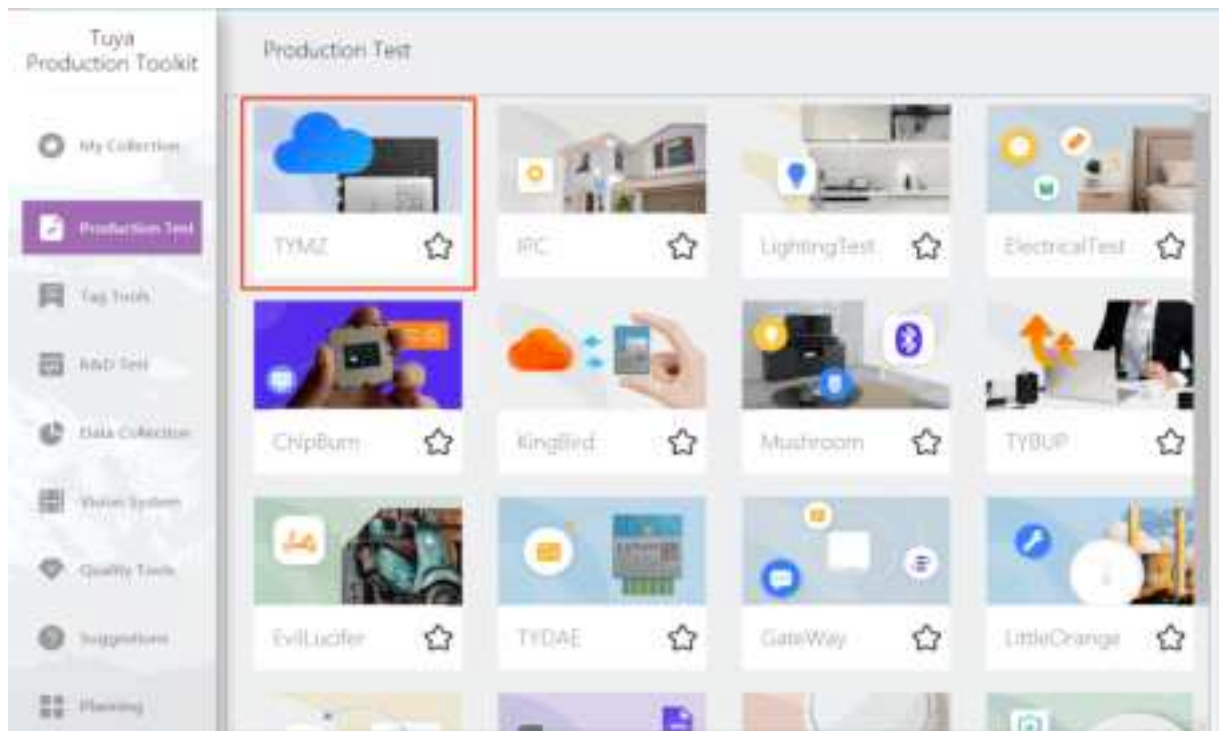 Tuya
Production Toolkit
Production Test
My Collection
Production Test
Tag Tools
R&D Test
Data Collection
Vision System
Quality Tools
Suggestions
Planning
TYMZ
IPC
LightingTest
ElectricalTest
ChipBurn
KingBird
Mushroom
TYBUP
EvilLucifer
TYDAE
GateWay
LittleOrange